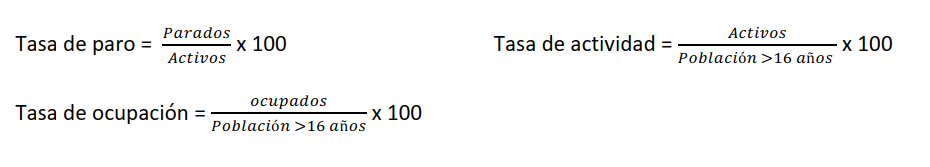 Tasa de paro = Parados / Activos x 100
Tasa de actividad = Activos / Población >16 años x 100
Tasa de ocupación = ocupados / Población >16 años x 100